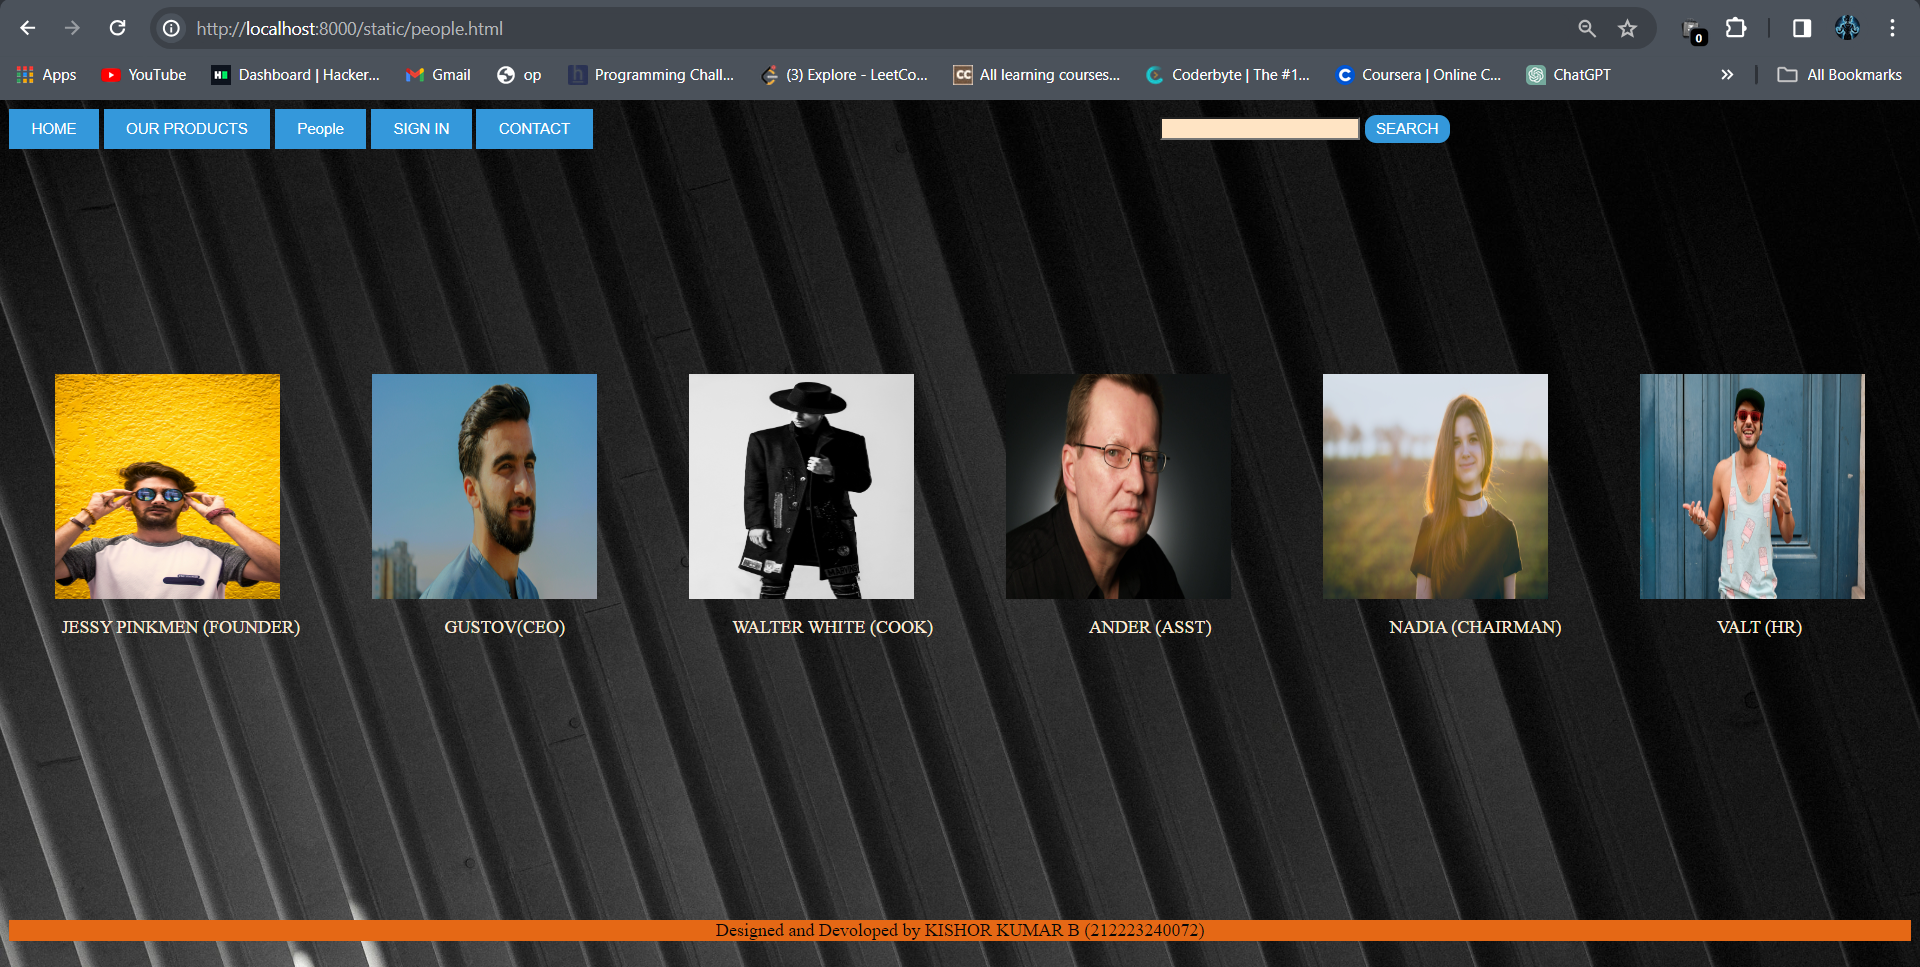 http://localhost:8000/static/people.html
0
Apps YouTube Dashboard | Hacker... Gmail op Programming Chall... (3) Explore - LeetCo... CC All learning courses... Coderbyte | The #1... Coursera | Online C... ChatGPT » All Bookmarks
HOME OUR PRODUCTS People SIGN IN CONTACT SEARCH
JESSY PINKMEN (FOUNDER) GUSTOV(CEO) WALTER WHITE (COOK) ANDER (ASST) NADIA (CHAIRMAN) VALT (HR)
Designed and Devoloped by KISHOR KUMAR B (212223240072)